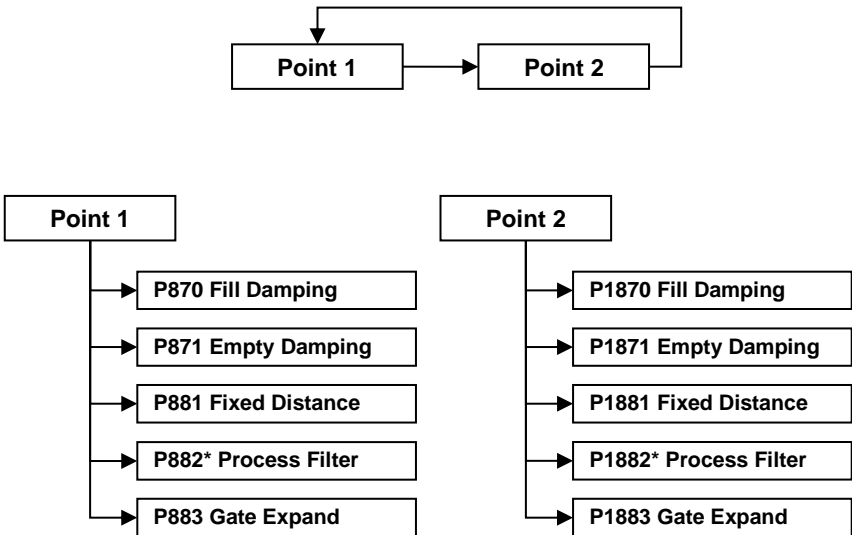 Point 1
Point 2
Point 1
P870 Fill Damping
P871 Empty Damping
P881 Fixed Distance
P882* Process Filter
P883 Gate Expand
Point 2
P1870 Fill Damping
P1871 Empty Damping
P1881 Fixed Distance
P1882* Process Filter
P1883 Gate Expand